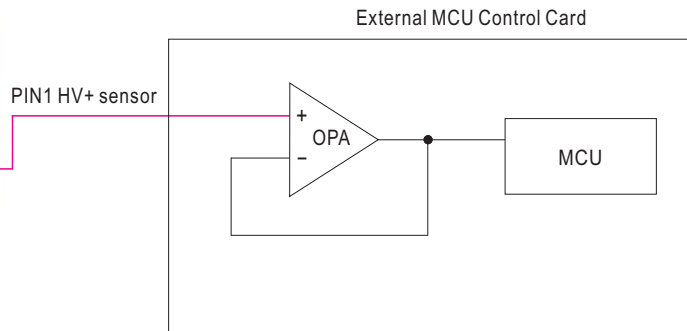 External MCU Control Card
PIN1 HV+ sensor
+
OPA
−
MCU